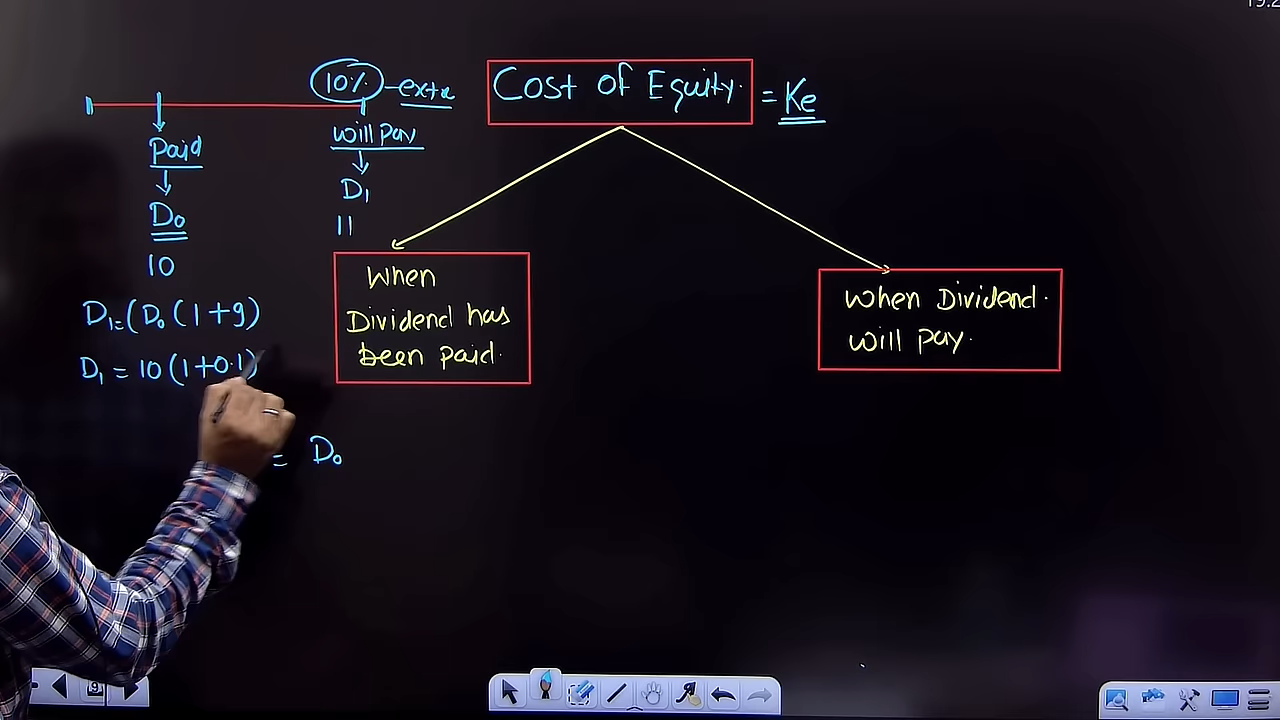 Cost of Equity. = Ke
10% - extra
Paid
D₀
10
will pay
D₁
11
D₁ = (D₀ (1+g)
D₁ = 10 (1+0.1)
= D₀
When
Dividend has
been paid.
When Dividend.
will pay.
9